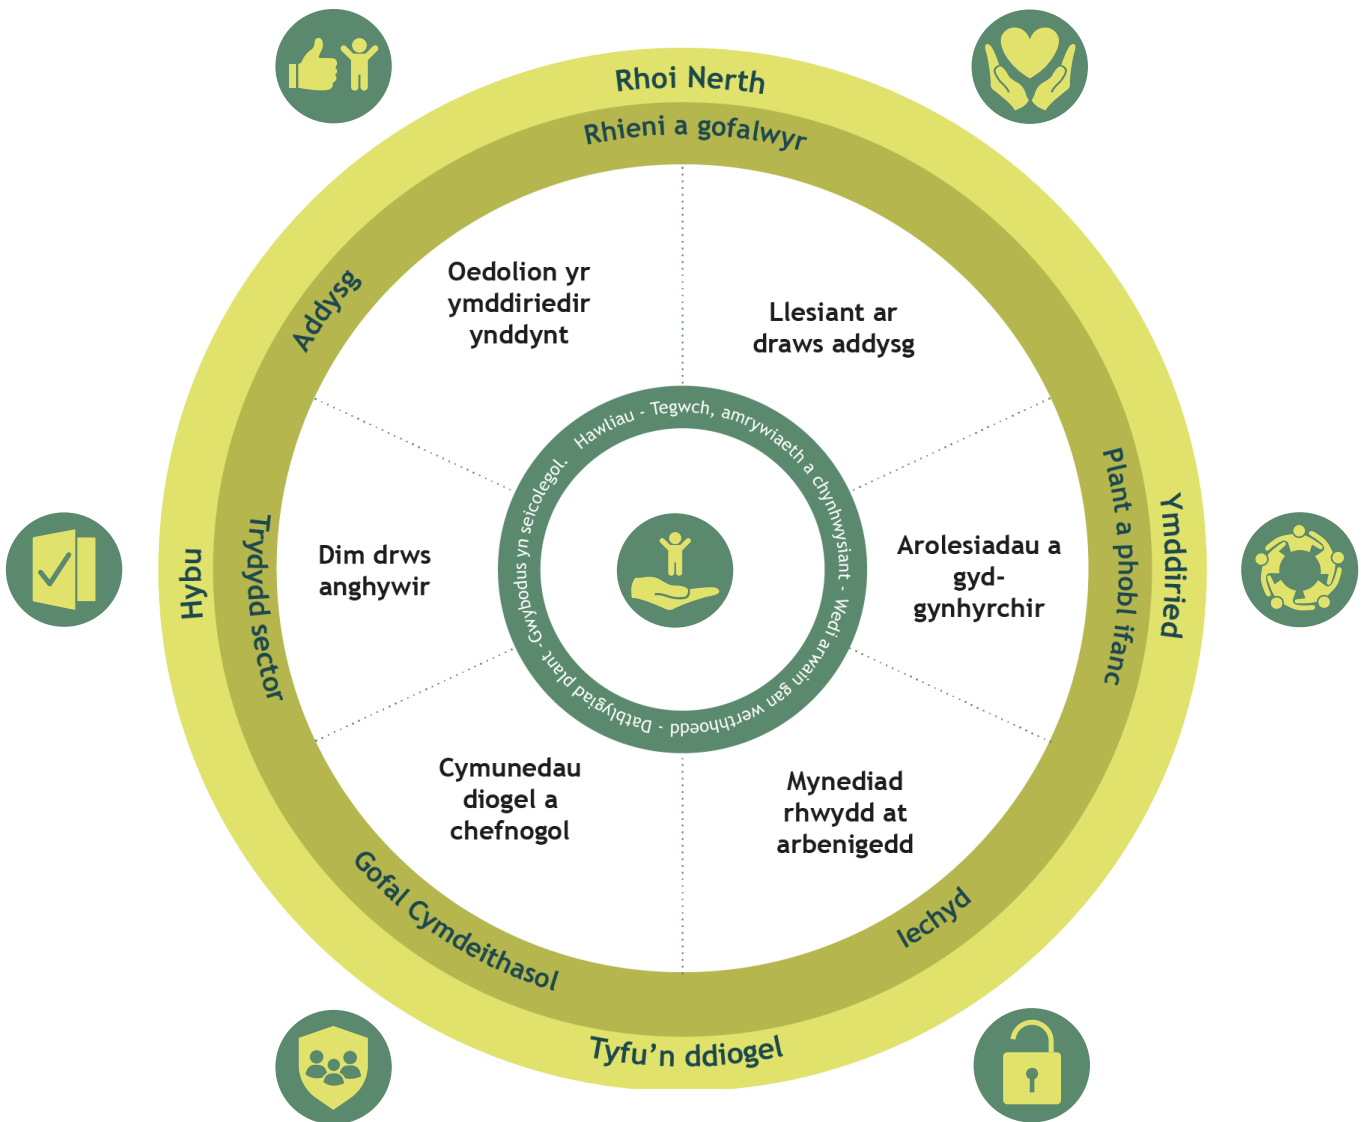 Rhoi Nerth
Rhieni a gofalwyr
Addysg
Oedolion yr
ymddiriedir
ynddynt
Llesiant ar
draws addysg
Hawliau - Tegwch, amrywiaeth a chynhwysiant - Wedi arwain gan werthhoedd - Datblygiad plant -Gwybodus yn seicolegol.
Hybu
Trydydd sector
Dim drws
anghywir
Arolesiadau a
gyd-
gynhyrchir
Plant a phobl ifanc
Ymddiried
Cymunedau
diogel a
chefnogol
Mynediad
rhwydd at
arbenigedd
Gofal Cymdeithasol
Iechyd
Tyfu’n ddiogel